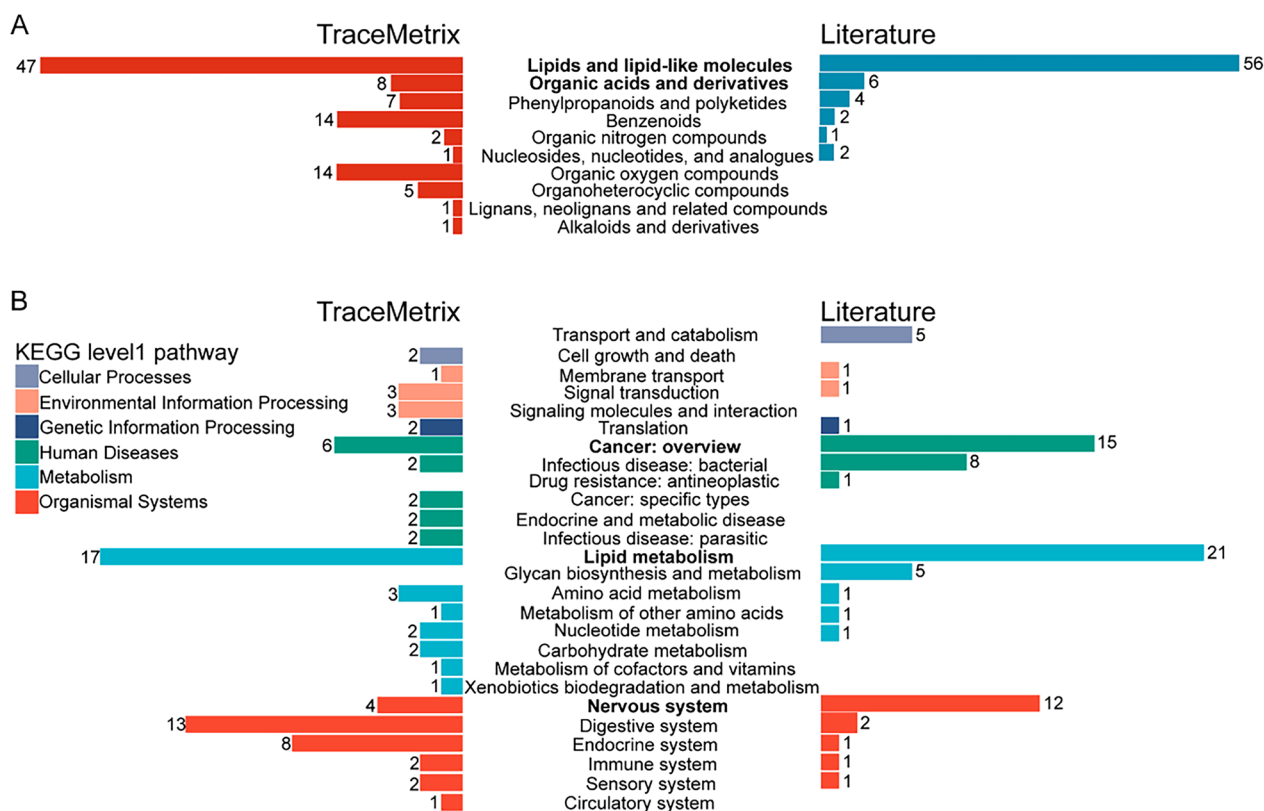 A
TraceMetrix Literature
47 Lipids and lipid-like molecules 56
8 Organic acids and derivatives 6
7 Phenylpropanoids and polyketides 4
14 Benzenoids 2
2 Organic nitrogen compounds 1
1 Nucleosides, nucleotides, and analogues 2
14 Organic oxygen compounds
5 Organoheterocyclic compounds
1 Lignans, neolignans and related compounds
1 Alkaloids and derivatives
B
TraceMetrix Literature
KEGG level1 pathway
Cellular Processes
Environmental Information Processing
Genetic Information Processing
Human Diseases
Metabolism
Organismal Systems
Transport and catabolism 5
2 Cell growth and death
1 Membrane transport 1
3 Signal transduction 1
3 Signaling molecules and interaction
2 Translation 1
6 Cancer: overview 15
2 Infectious disease: bacterial 8
Drug resistance: antineoplastic 1
2 Cancer: specific types
2 Endocrine and metabolic disease
2 Infectious disease: parasitic
17 Lipid metabolism 21
Glycan biosynthesis and metabolism 5
3 Amino acid metabolism 1
1 Metabolism of other amino acids 1
2 Nucleotide metabolism 1
2 Carbohydrate metabolism
1 Metabolism of cofactors and vitamins
1 Xenobiotics biodegradation and metabolism
4 Nervous system 12
13 Digestive system 2
8 Endocrine system 1
2 Immune system 1
2 Sensory system 1
1 Circulatory system